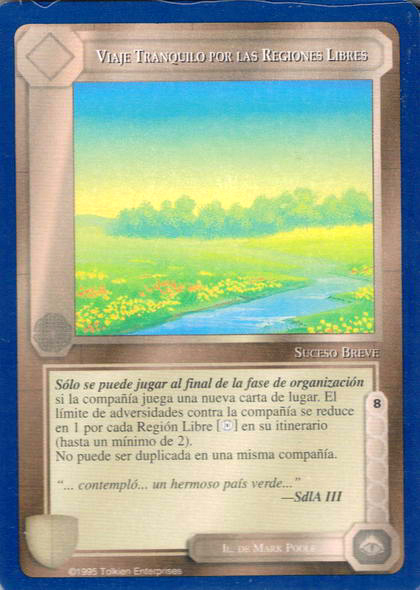 Viaje Tranquilo por las Regiones Libres
Suceso Breve
Sólo se puede jugar al final de la fase de organización
si la compañía juega una nueva carta de lugar. El
límite de adversidades contra la compañía se reduce
en 1 por cada Región Libre [ ] en su itinerario
(hasta un mínimo de 2).
No puede ser duplicada en una misma compañía.
8
“... contempló... un hermoso país verde...”
—SdlA III
Il. de Mark Poole
©1995 Tolkien Enterprises